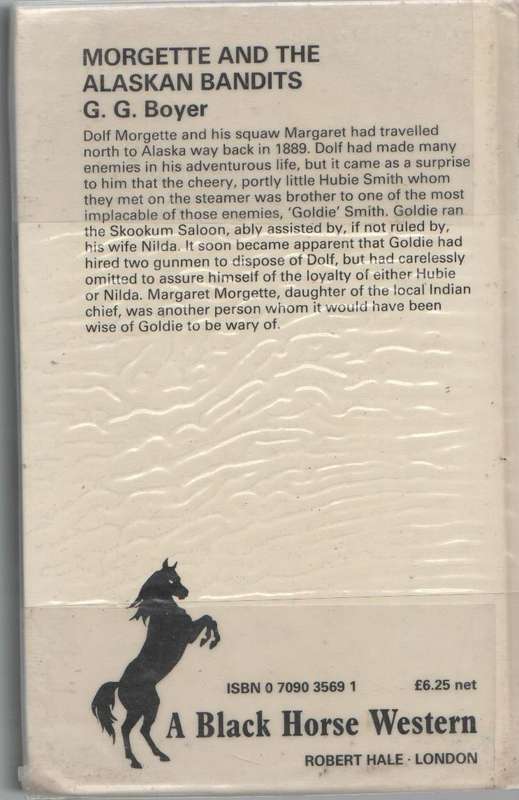 MORGETTE AND THE
ALASKAN BANDITS
G. G. Boyer
Dolf Morgette and his squaw Margaret had travelled
north to Alaska way back in 1889. Dolf had made many
enemies in his adventurous life, but it came as a surprise
to him that the cheery, portly little Hubie Smith whom
they met on the steamer was brother to one of the most
implacable of those enemies, 'Goldie' Smith. Goldie ran
the Skookum Saloon, ably assisted by, if not ruled by,
his wife Nilda. It soon became apparent that Goldie had
hired two gunmen to dispose of Dolf, but had carelessly
omitted to assure himself of the loyalty of either Hubie
or Nilda. Margaret Morgette, daughter of the local Indian
chief, was another person whom it would have been
wise of Goldie to be wary of.
ISBN 0 7090 3569 1 £6.25 net
A Black Horse Western
ROBERT HALE · LONDON